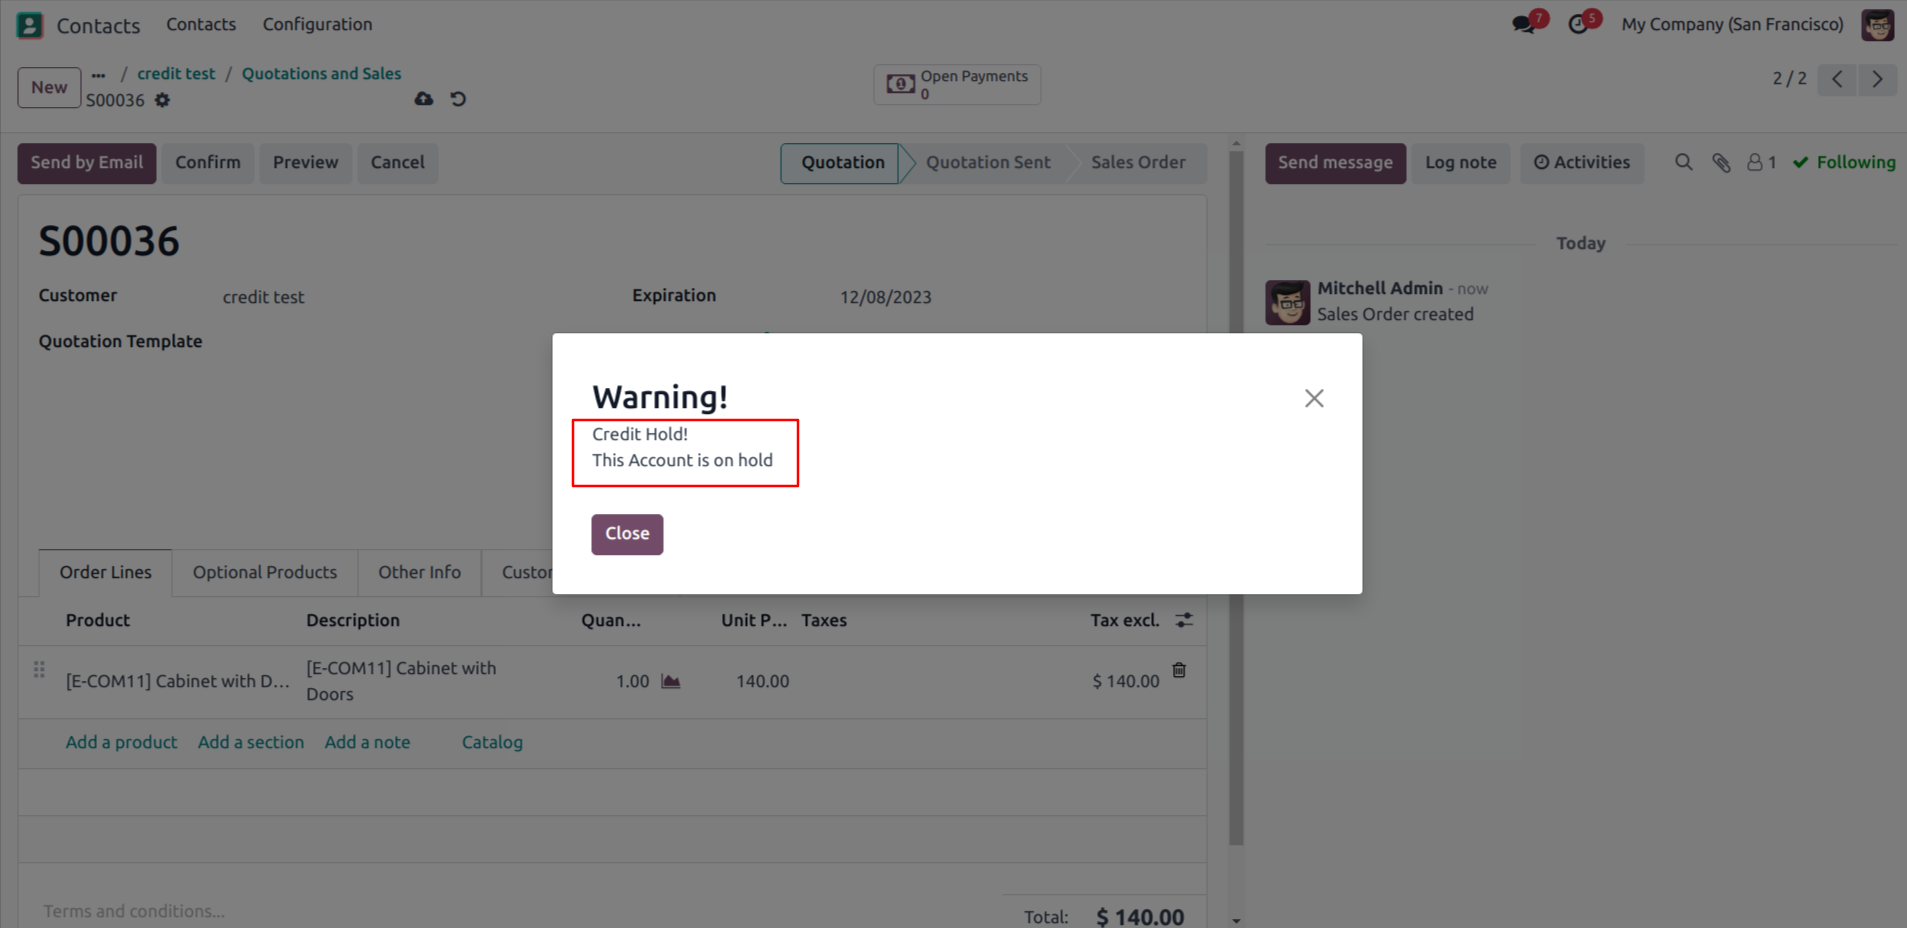 Contacts
Contacts
Configuration
7
5
My Company (San Francisco)
New
... / credit test / Quotations and Sales
S00036
Open Payments
0
2 / 2
Send by Email
Confirm
Preview
Cancel
Quotation
Quotation Sent
Sales Order
Send message
Log note
Activities
1
Following
S00036
Today
Customer
credit test
Expiration
12/08/2023
Mitchell Admin - now
Sales Order created
Quotation Template
Warning!
Credit Hold!
This Account is on hold
Close
Order Lines
Optional Products
Other Info
Product
Description
Quan...
Unit P...
Taxes
Tax excl.
[E-COM11] Cabinet with D...
[E-COM11] Cabinet with
Doors
1.00
140.00
$ 140.00
Add a product
Add a section
Add a note
Catalog
Terms and conditions...
Total:
$ 140.00